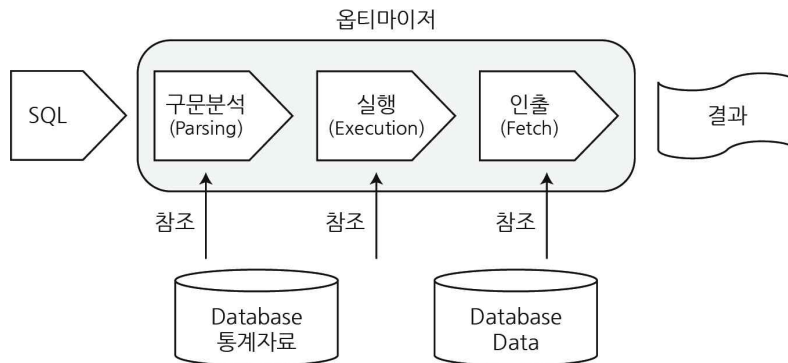 옵티마이저
SQL
구문분석
(Parsing)
실행
(Execution)
인출
(Fetch)
결과
참조
참조
참조
Database
통계자료
Database
Data